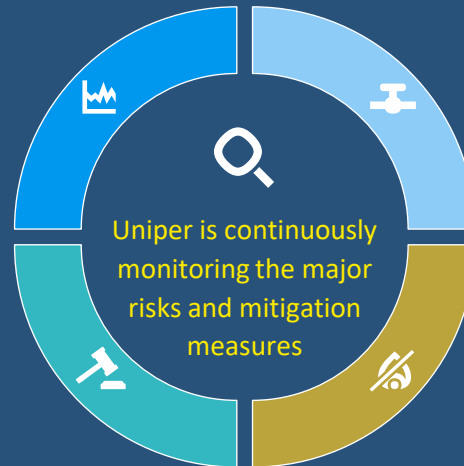 Uniper is continuously
monitoring the major
risks and mitigation
measures